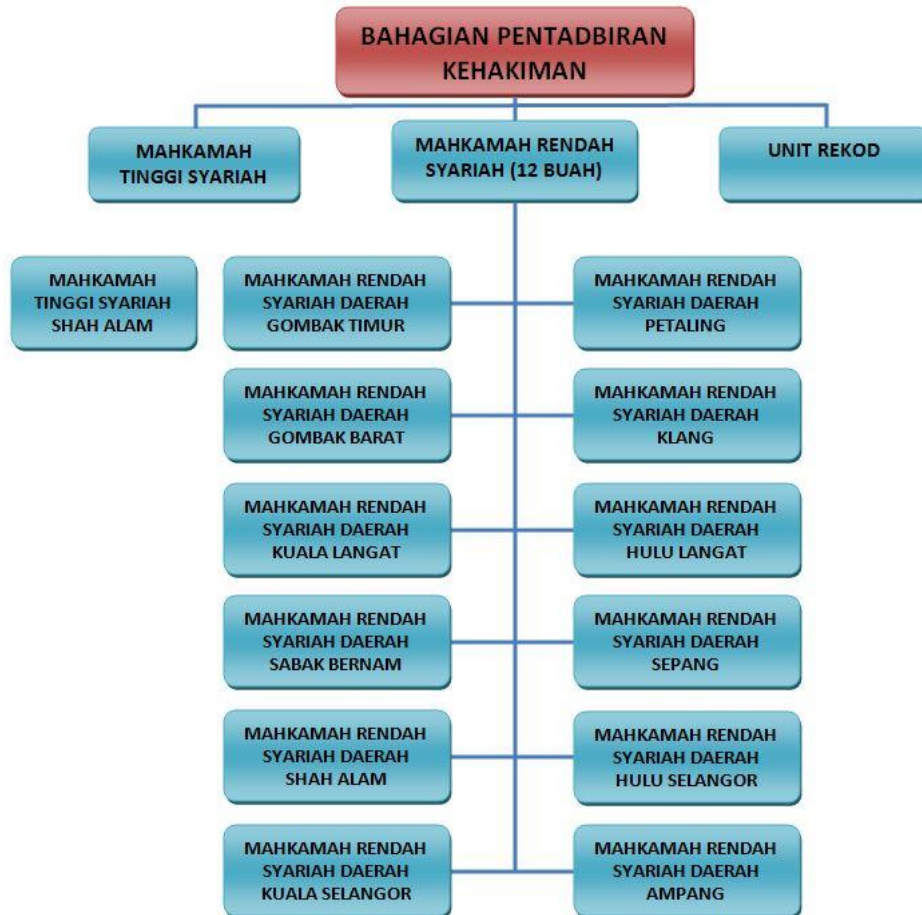 BAHAGIAN PENTADBIRAN
KEHAKIMAN
MAHKAMAH
TINGGI SYARIAH
MAHKAMAH RENDAH
SYARIAH (12 BUAH)
UNIT REKOD
MAHKAMAH
TINGGI SYARIAH
SHAH ALAM
MAHKAMAH RENDAH
SYARIAH DAERAH
GOMBAK TIMUR
MAHKAMAH RENDAH
SYARIAH DAERAH
PETALING
MAHKAMAH RENDAH
SYARIAH DAERAH
GOMBAK BARAT
MAHKAMAH RENDAH
SYARIAH DAERAH
KLANG
MAHKAMAH RENDAH
SYARIAH DAERAH
KUALA LANGAT
MAHKAMAH RENDAH
SYARIAH DAERAH
HULU LANGAT
MAHKAMAH RENDAH
SYARIAH DAERAH
SABAK BERNAM
MAHKAMAH RENDAH
SYARIAH DAERAH
SEPANG
MAHKAMAH RENDAH
SYARIAH DAERAH
SHAH ALAM
MAHKAMAH RENDAH
SYARIAH DAERAH
HULU SELANGOR
MAHKAMAH RENDAH
SYARIAH DAERAH
KUALA SELANGOR
MAHKAMAH RENDAH
SYARIAH DAERAH
AMPANG